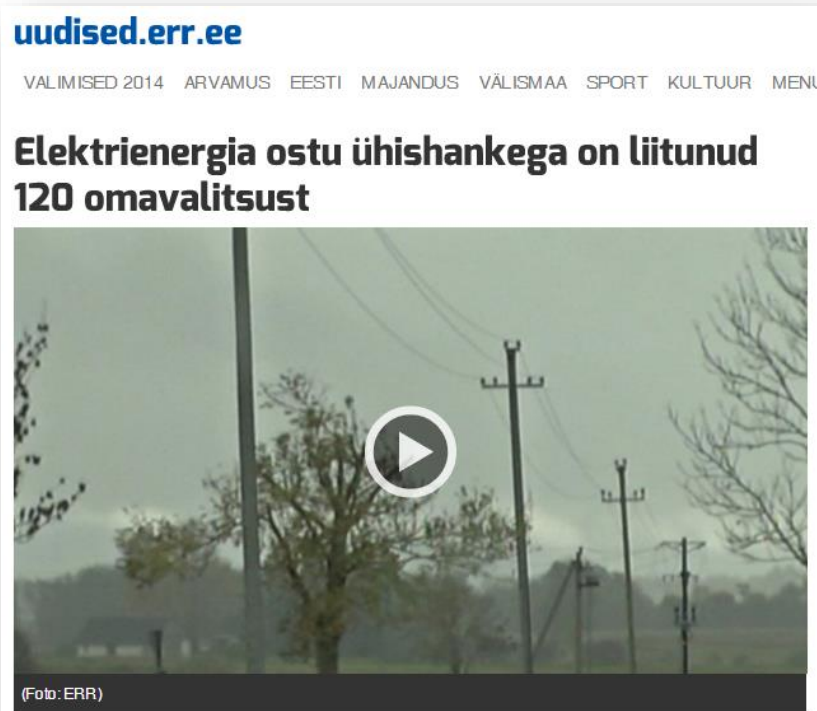 uudised.err.ee
VALIMISED 2014 ARVAMUS EESTI MAJANDUS VÄLISMAA SPORT KULTUUR MENU
Elektrienergia ostu ühishankega on liitunud
120 omavalitsust
(Foto: ERR)